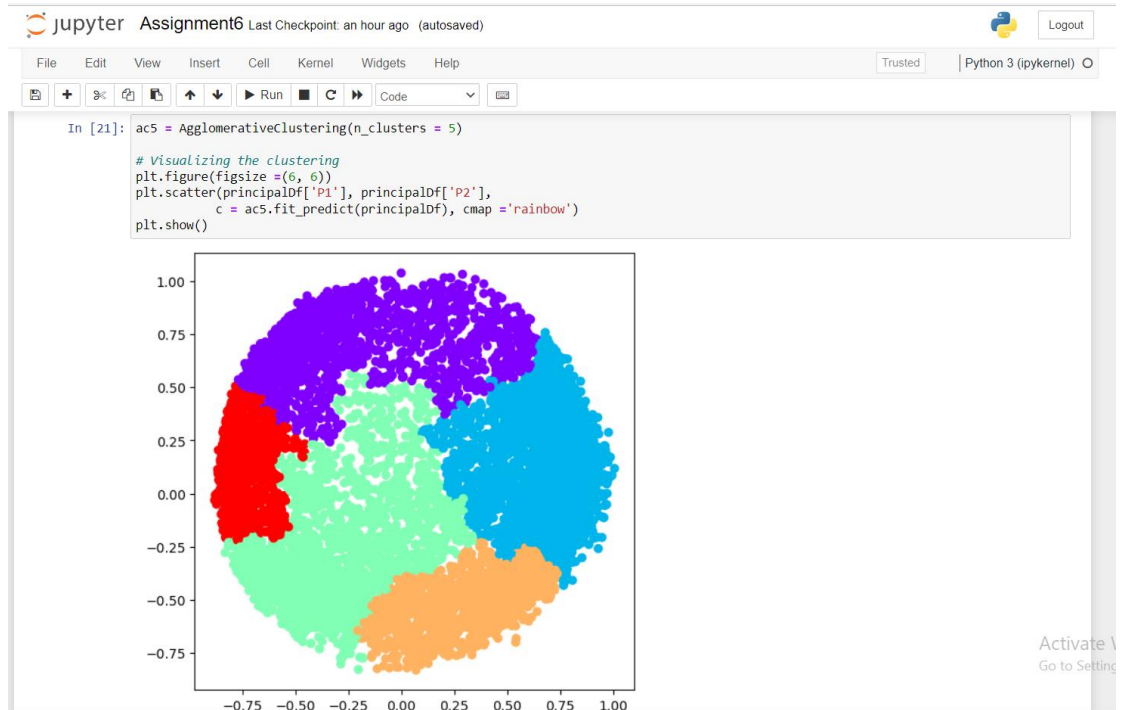 jupyter Assignment6 Last Checkpoint: an hour ago (autosaved)
Logout
File Edit View Insert Cell Kernel Widgets Help
Trusted
Python 3 (ipykernel)
Run
Code
In [21]: ac5 = AgglomerativeClustering(n_clusters = 5)
# Visualizing the clustering
plt.figure(figsize =(6, 6))
plt.scatter(principalDf['P1'], principalDf['P2'],
c = ac5.fit_predict(principalDf), cmap ='rainbow')
plt.show()
1.00
0.75
0.50
0.25
0.00
−0.25
−0.50
−0.75
−0.75 −0.50 −0.25 0.00 0.25 0.50 0.75 1.00
Activate
Go to Setting